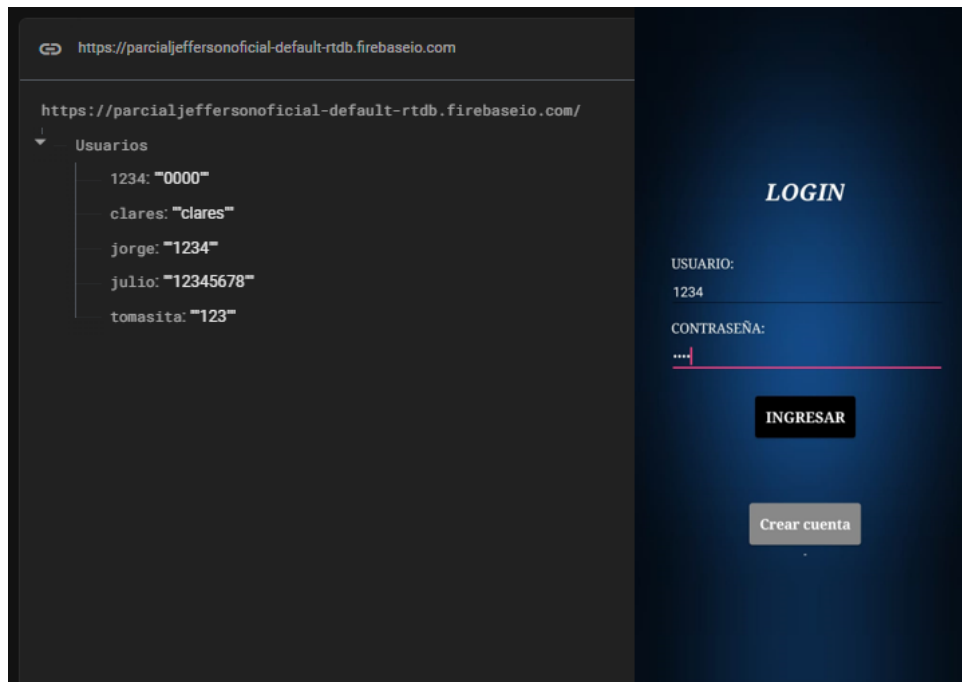 https://parcialjeffersonoficial-default-rtdb.firebaseio.com
https://parcialjeffersonoficial-default-rtdb.firebaseio.com/
Usuarios
1234: ""0000""
clares: ""clares""
jorge: ""1234""
julio: ""12345678""
tomasita: ""123""
LOGIN
USUARIO:
1234
CONTRASEÑA:
••••
INGRESAR
Crear cuenta